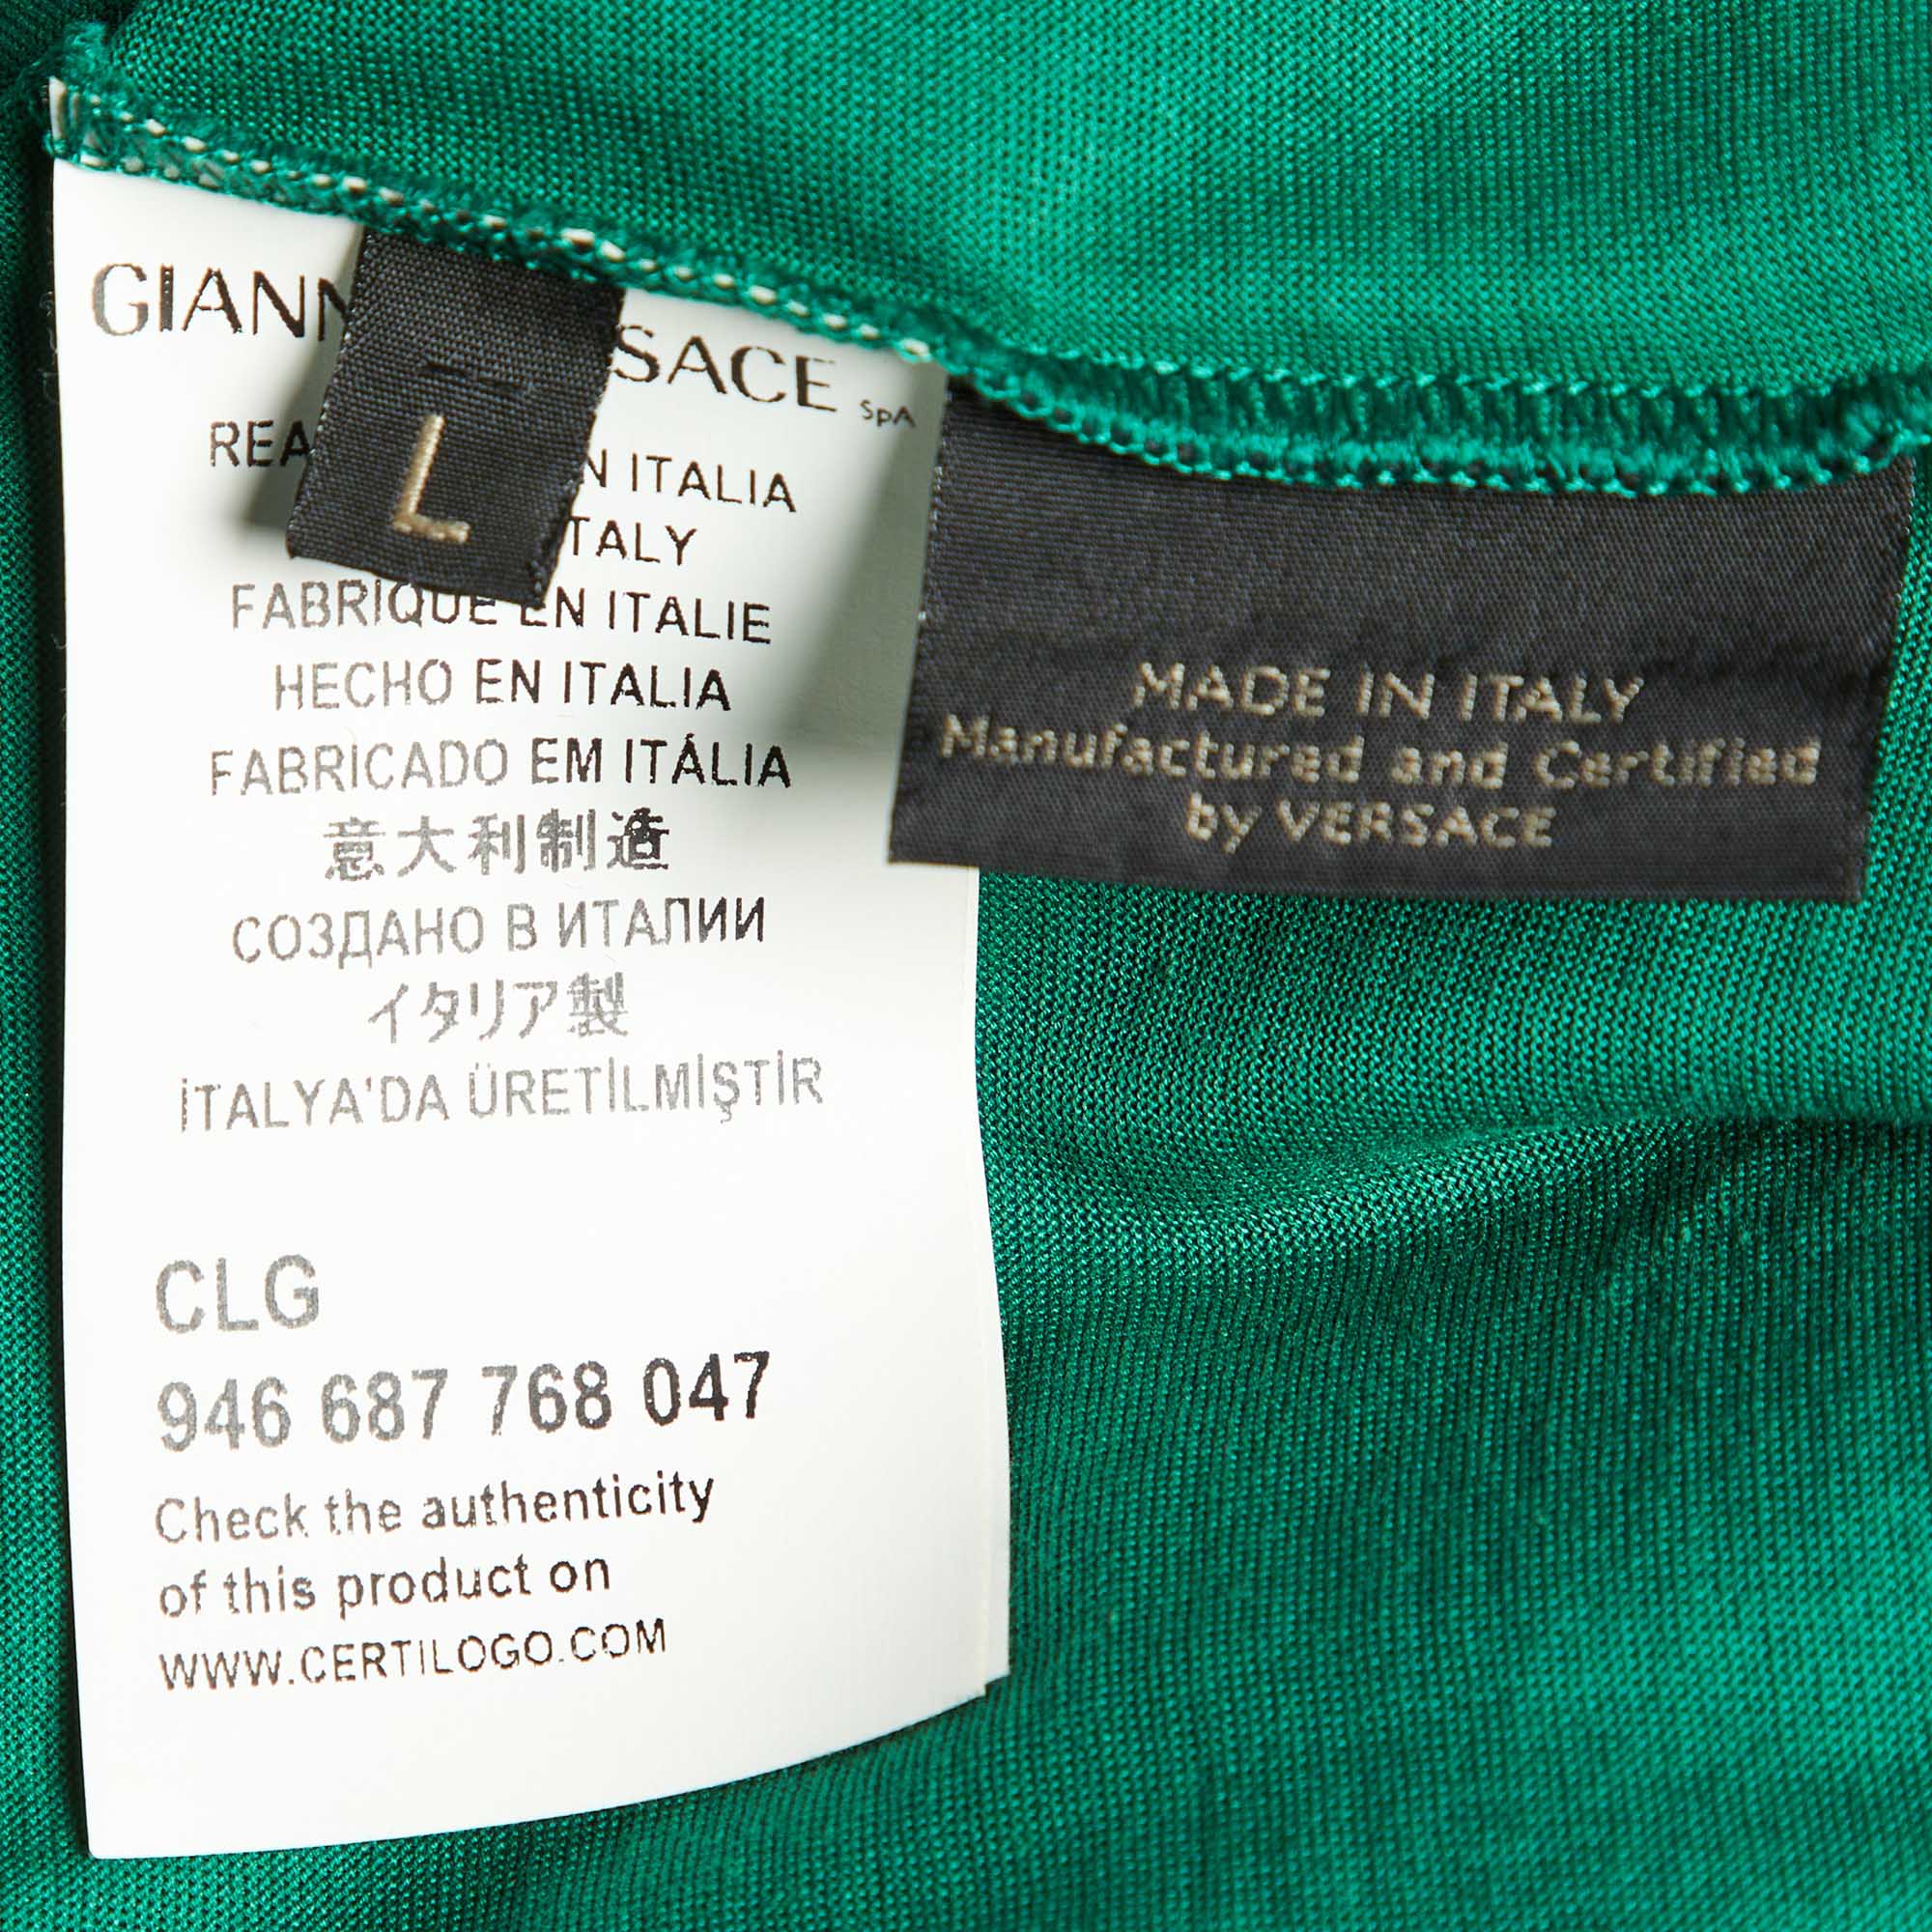 GIANN SACE SpA
L
REA N ITALIA
TALY
FABRIQUE EN ITALIE
HECHO EN ITALIA
FABRICADO EM ITÁLIA
意大利制造
СОЗДАНО В ИТАЛИИ
イタリア製
İTALYA'DA ÜRETİLMİŞTİR
CLG
946 687 768 047
Check the authenticity
of this product on
WWW.CERTILOGO.COM
MADE IN ITALY
Manufactured and Certified
by VERSACE